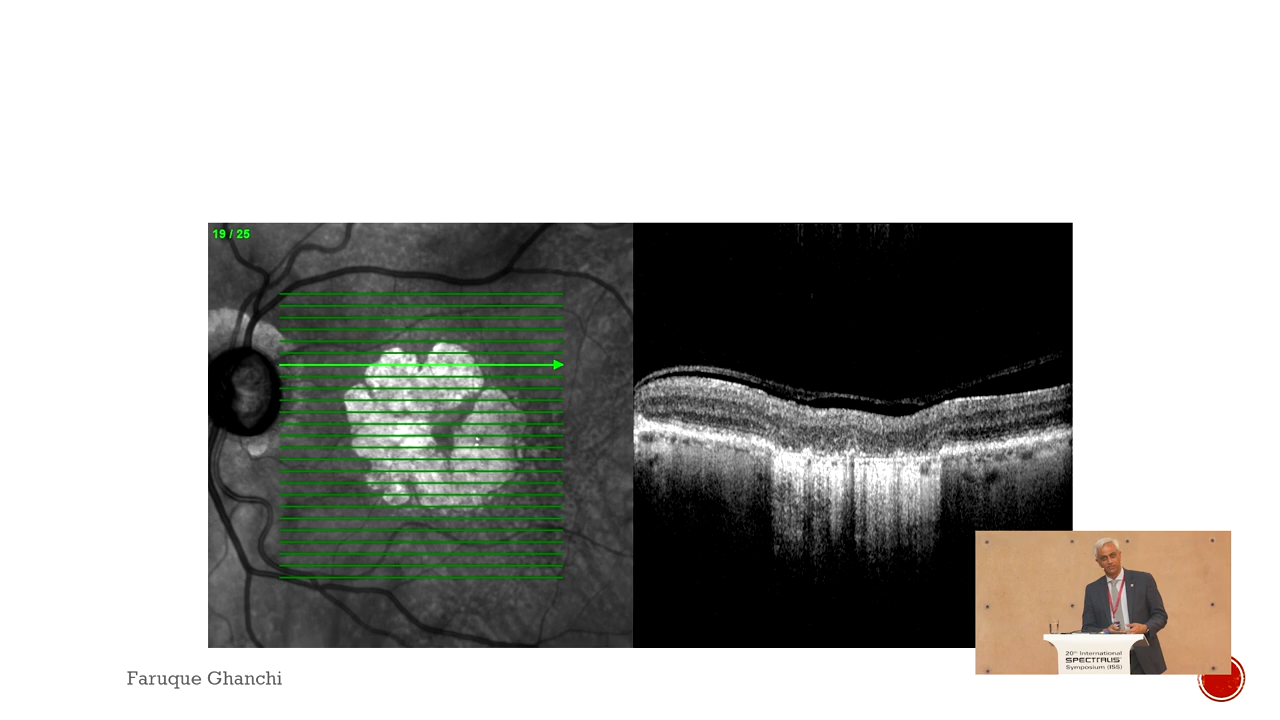 19 / 25
20th International
SPECTRALIS
Symposium (ISS)
Faruque Ghanchi